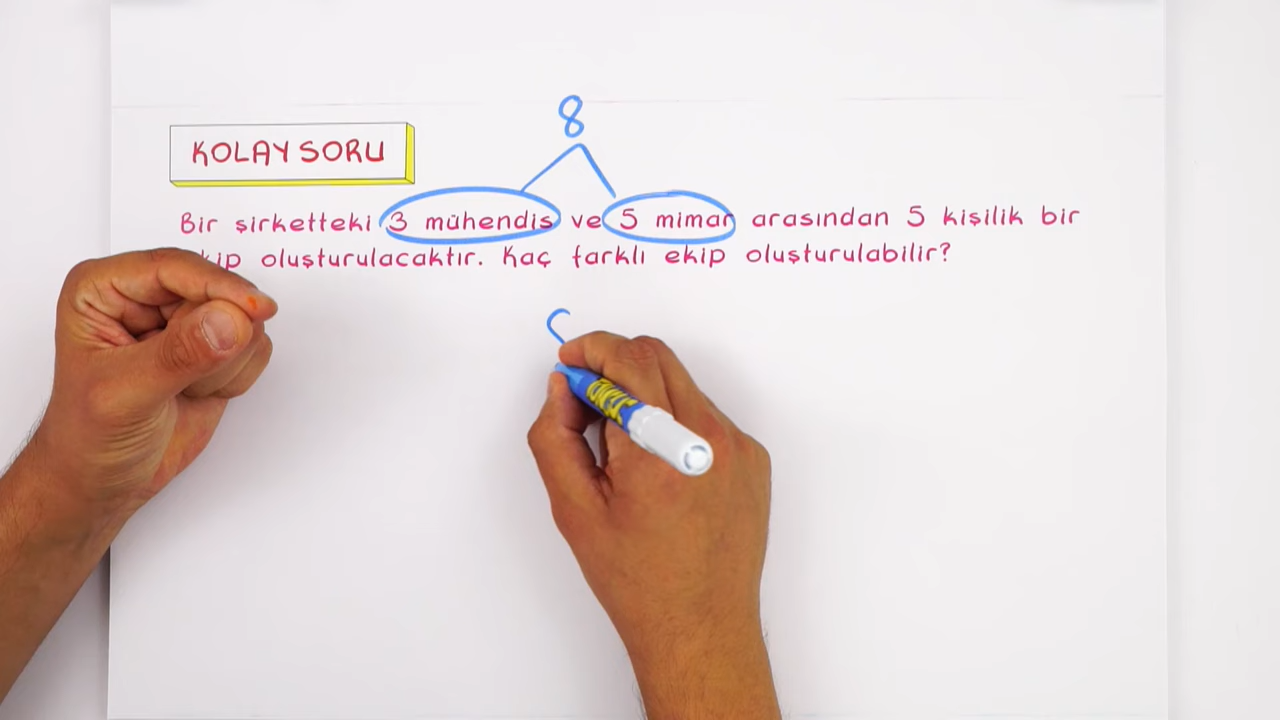 8
KOLAY SORU
Bir şirketteki 3 mühendis ve 5 mimar arasından 5 kişilik bir
oluşturulacaktır. Kaç farklı ekip oluşturulabilir?